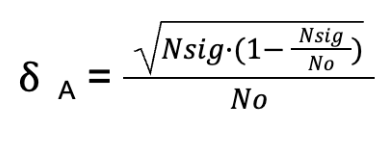 δ A = √(Nsig·(1− Nsig/No)) / No